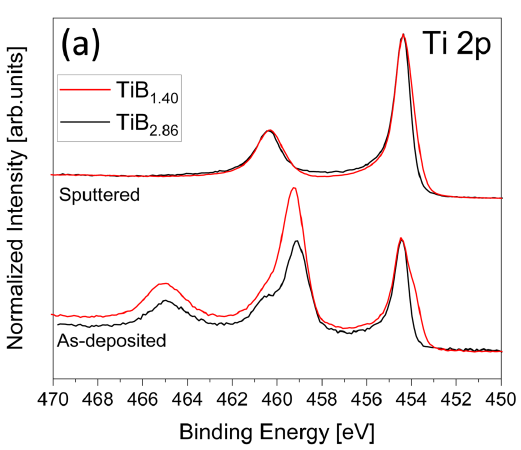 (a)
Ti 2p
TiB1.40
TiB2.86
Sputtered
As-deposited
Normalized Intensity [arb.units]
470 468 466 464 462 460 458 456 454 452 450
Binding Energy [eV]